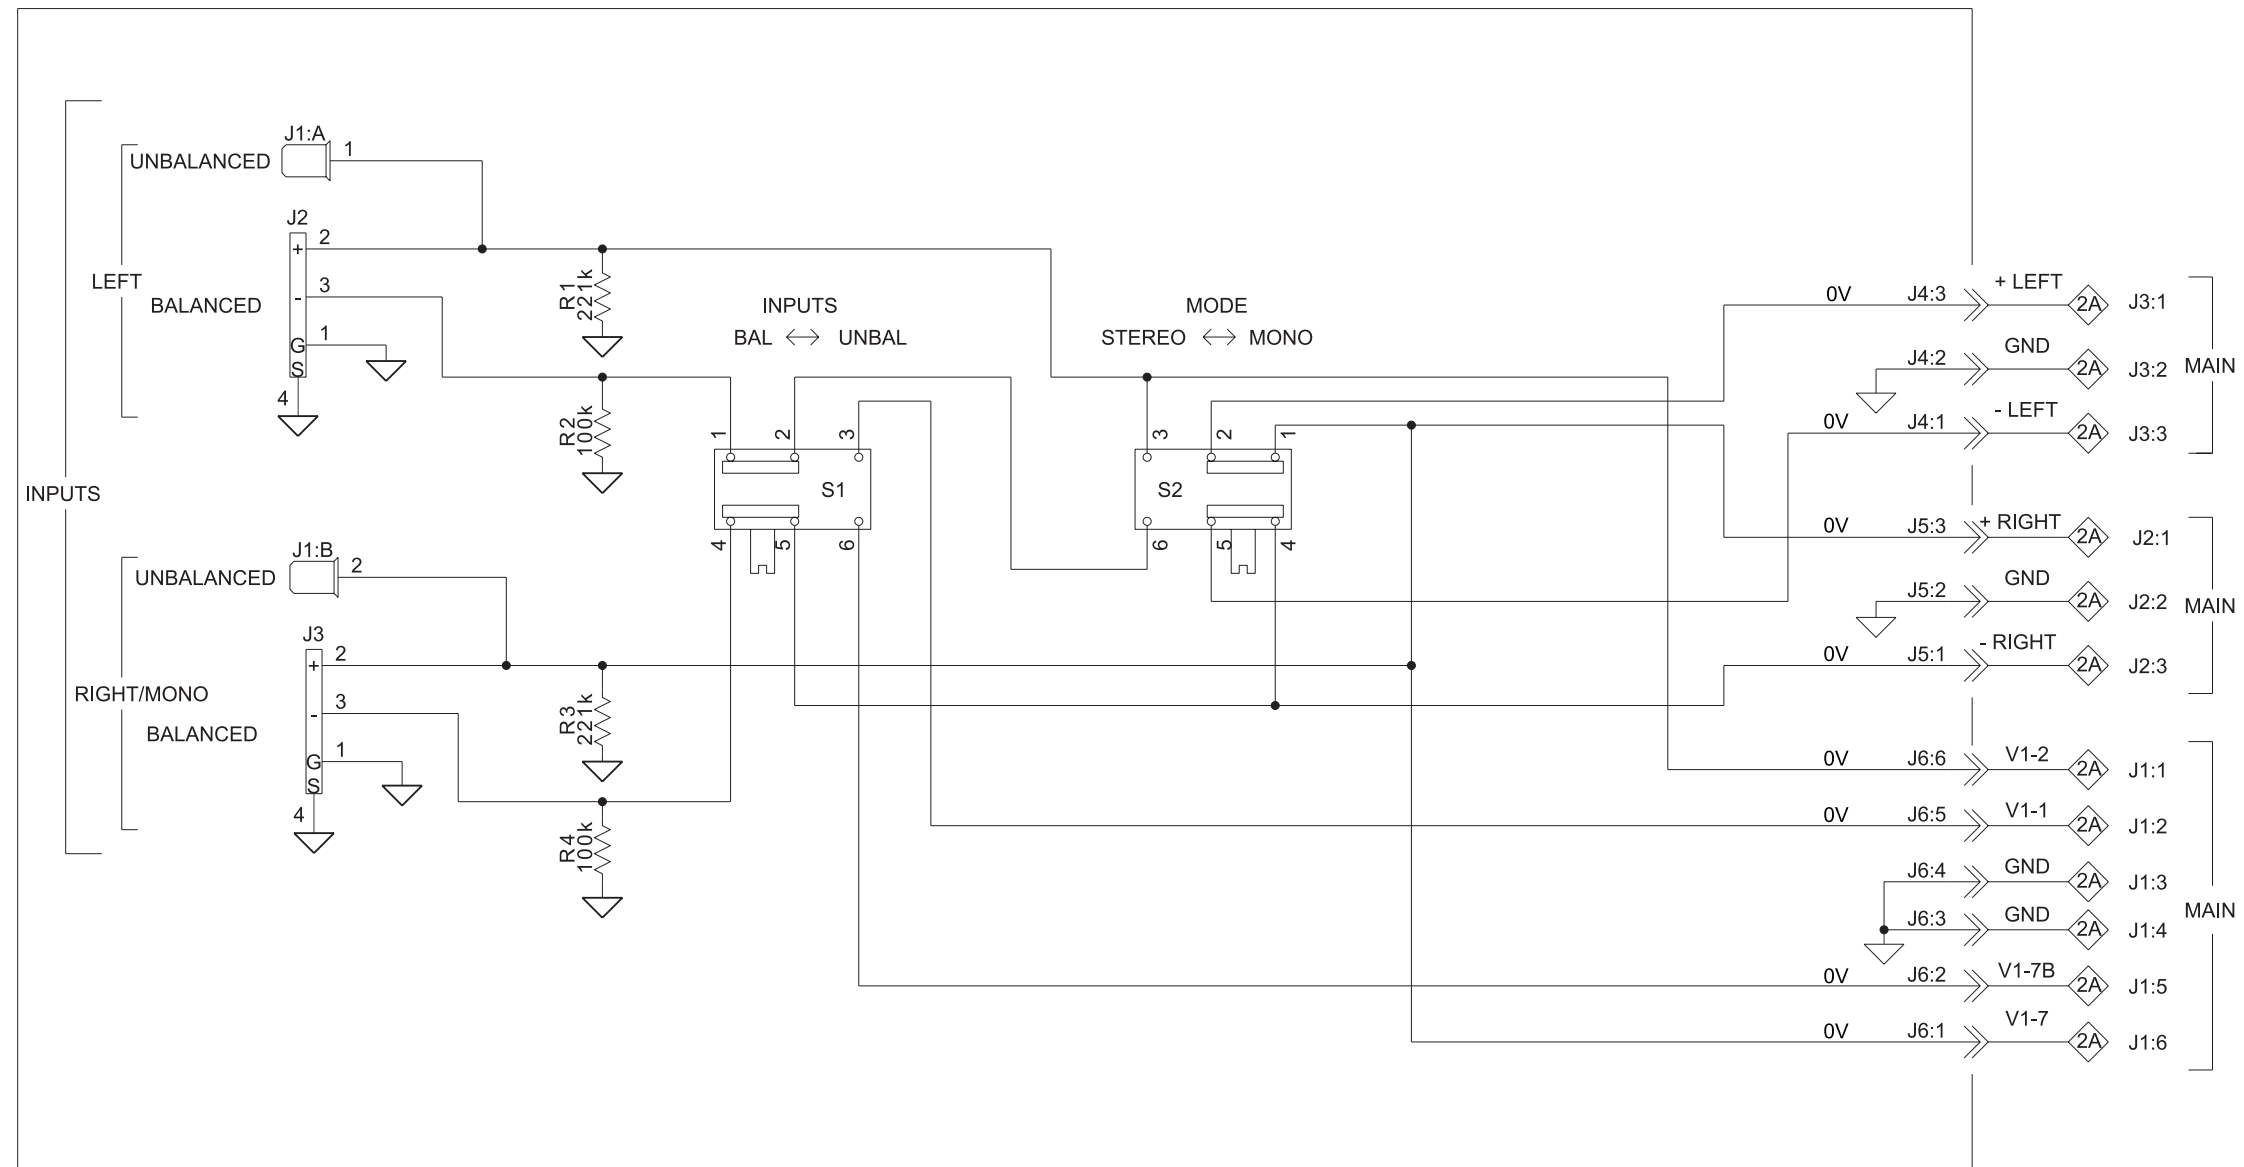 INPUTS
LEFT
UNBALANCED
J1:A
1
BALANCED
J2
+
2
-
3
G
1
S
4
R1
221k
R2
100k
INPUTS
BAL UNBAL
1
2
3
S1
4
5
6
MODE
STEREO MONO
3
2
1
S2
6
5
4
RIGHT/MONO
UNBALANCED
J1:B
2
BALANCED
J3
+
2
-
3
G
1
S
4
R3
221k
R4
100k
0V J4:3 + LEFT 2A J3:1
J4:2 GND 2A J3:2
MAIN
0V J4:1 - LEFT 2A J3:3
0V J5:3 + RIGHT 2A J2:1
J5:2 GND 2A J2:2
MAIN
0V J5:1 - RIGHT 2A J2:3
0V J6:6 V1-2 2A J1:1
0V J6:5 V1-1 2A J1:2
J6:4 GND 2A J1:3
MAIN
J6:3 GND 2A J1:4
0V J6:2 V1-7B 2A J1:5
0V J6:1 V1-7 2A J1:6